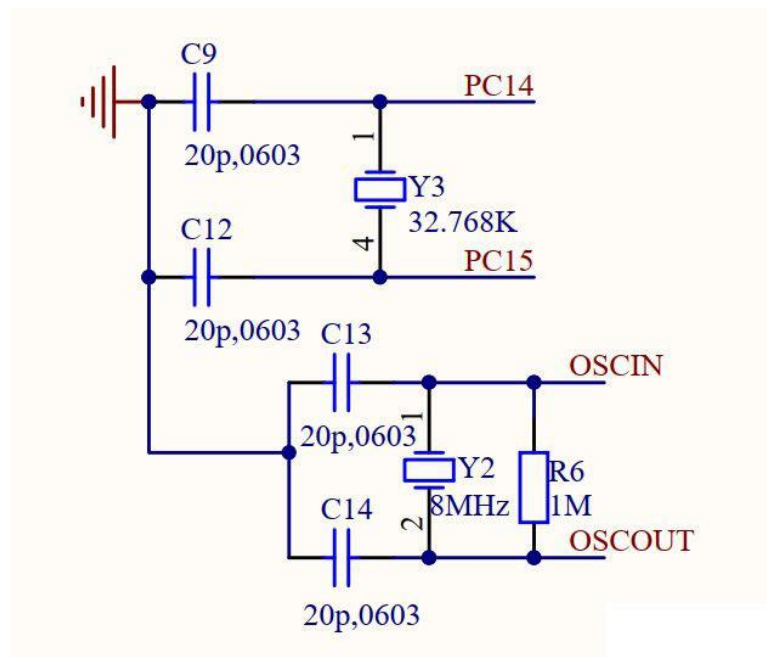 C9
PC14
20p,0603
1
Y3
32.768K
C12
4
PC15
20p,0603
C13
OSCIN
1
20p,0603
Y2
R6
8MHz
1M
C14
2
OSCOUT
20p,0603